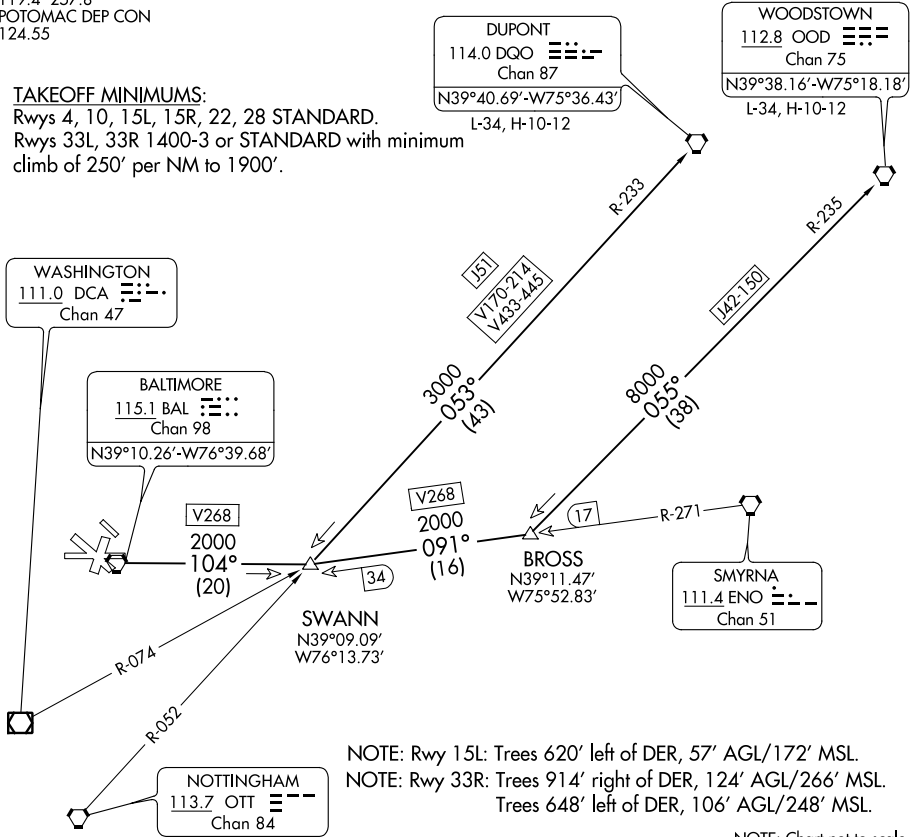 119.4 257.8
POTOMAC DEP CON
124.55
TAKEOFF MINIMUMS:
Rwys 4, 10, 15L, 15R, 22, 28 STANDARD.
Rwys 33L, 33R 1400-3 or STANDARD with minimum
climb of 250' per NM to 1900'.
DUPONT
114.0 DQO
Chan 87
N39°40.69'-W75°36.43'
L-34, H-10-12
WOODSTOWN
112.8 OOD
Chan 75
N39°38.16'-W75°18.18'
L-34, H-10-12
R-233
R-235
J51
V170-214
V433-445
J42-150
WASHINGTON
111.0 DCA
Chan 47
BALTIMORE
115.1 BAL
Chan 98
N39°10.26'-W76°39.68'
3000
053°
(43)
8000
055°
(38)
V268
2000
104°
(20)
V268
2000
091°
(16)
17
R-271
34
BROSS
N39°11.47'
W75°52.83'
SWANN
N39°09.09'
W76°13.73'
SMYRNA
111.4 ENO
Chan 51
R-074
R-052
NOTTINGHAM
113.7 OTT
Chan 84
NOTE: Rwy 15L: Trees 620' left of DER, 57' AGL/172' MSL.
NOTE: Rwy 33R: Trees 914' right of DER, 124' AGL/266' MSL.
Trees 648' left of DER, 106' AGL/248' MSL.
NOTE: Chart not to scale